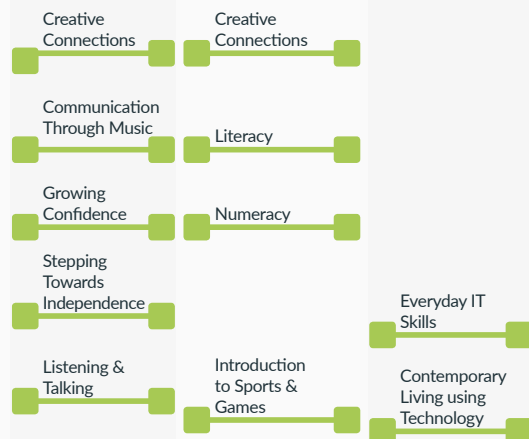 Creative
Connections
Communication
Through Music
Growing
Confidence
Stepping
Towards
Independence
Listening &
Talking
Creative
Connections
Literacy
Numeracy
Introduction
to Sports &
Games
Everyday IT
Skills
Contemporary
Living using
Technology